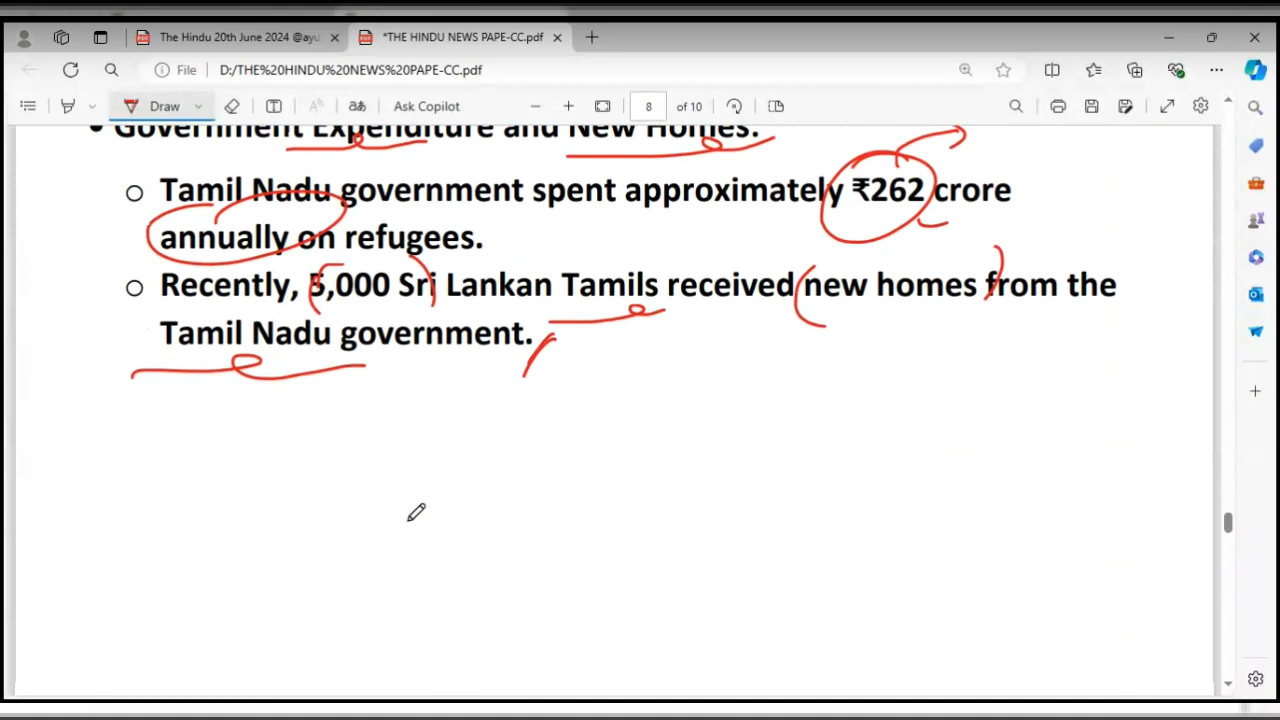 The Hindu 20th June 2024 @ayu
*THE HINDU NEWS PAPE-CC.pdf
File D:/THE%20HINDU%20NEWS%20PAPE-CC.pdf
Draw aあ Ask Copilot 8 of 10
• Government Expenditure and New Homes:
o Tamil Nadu government spent approximately ₹262 crore
annually on refugees.
o Recently, 5,000 Sri Lankan Tamils received new homes from the
Tamil Nadu government.